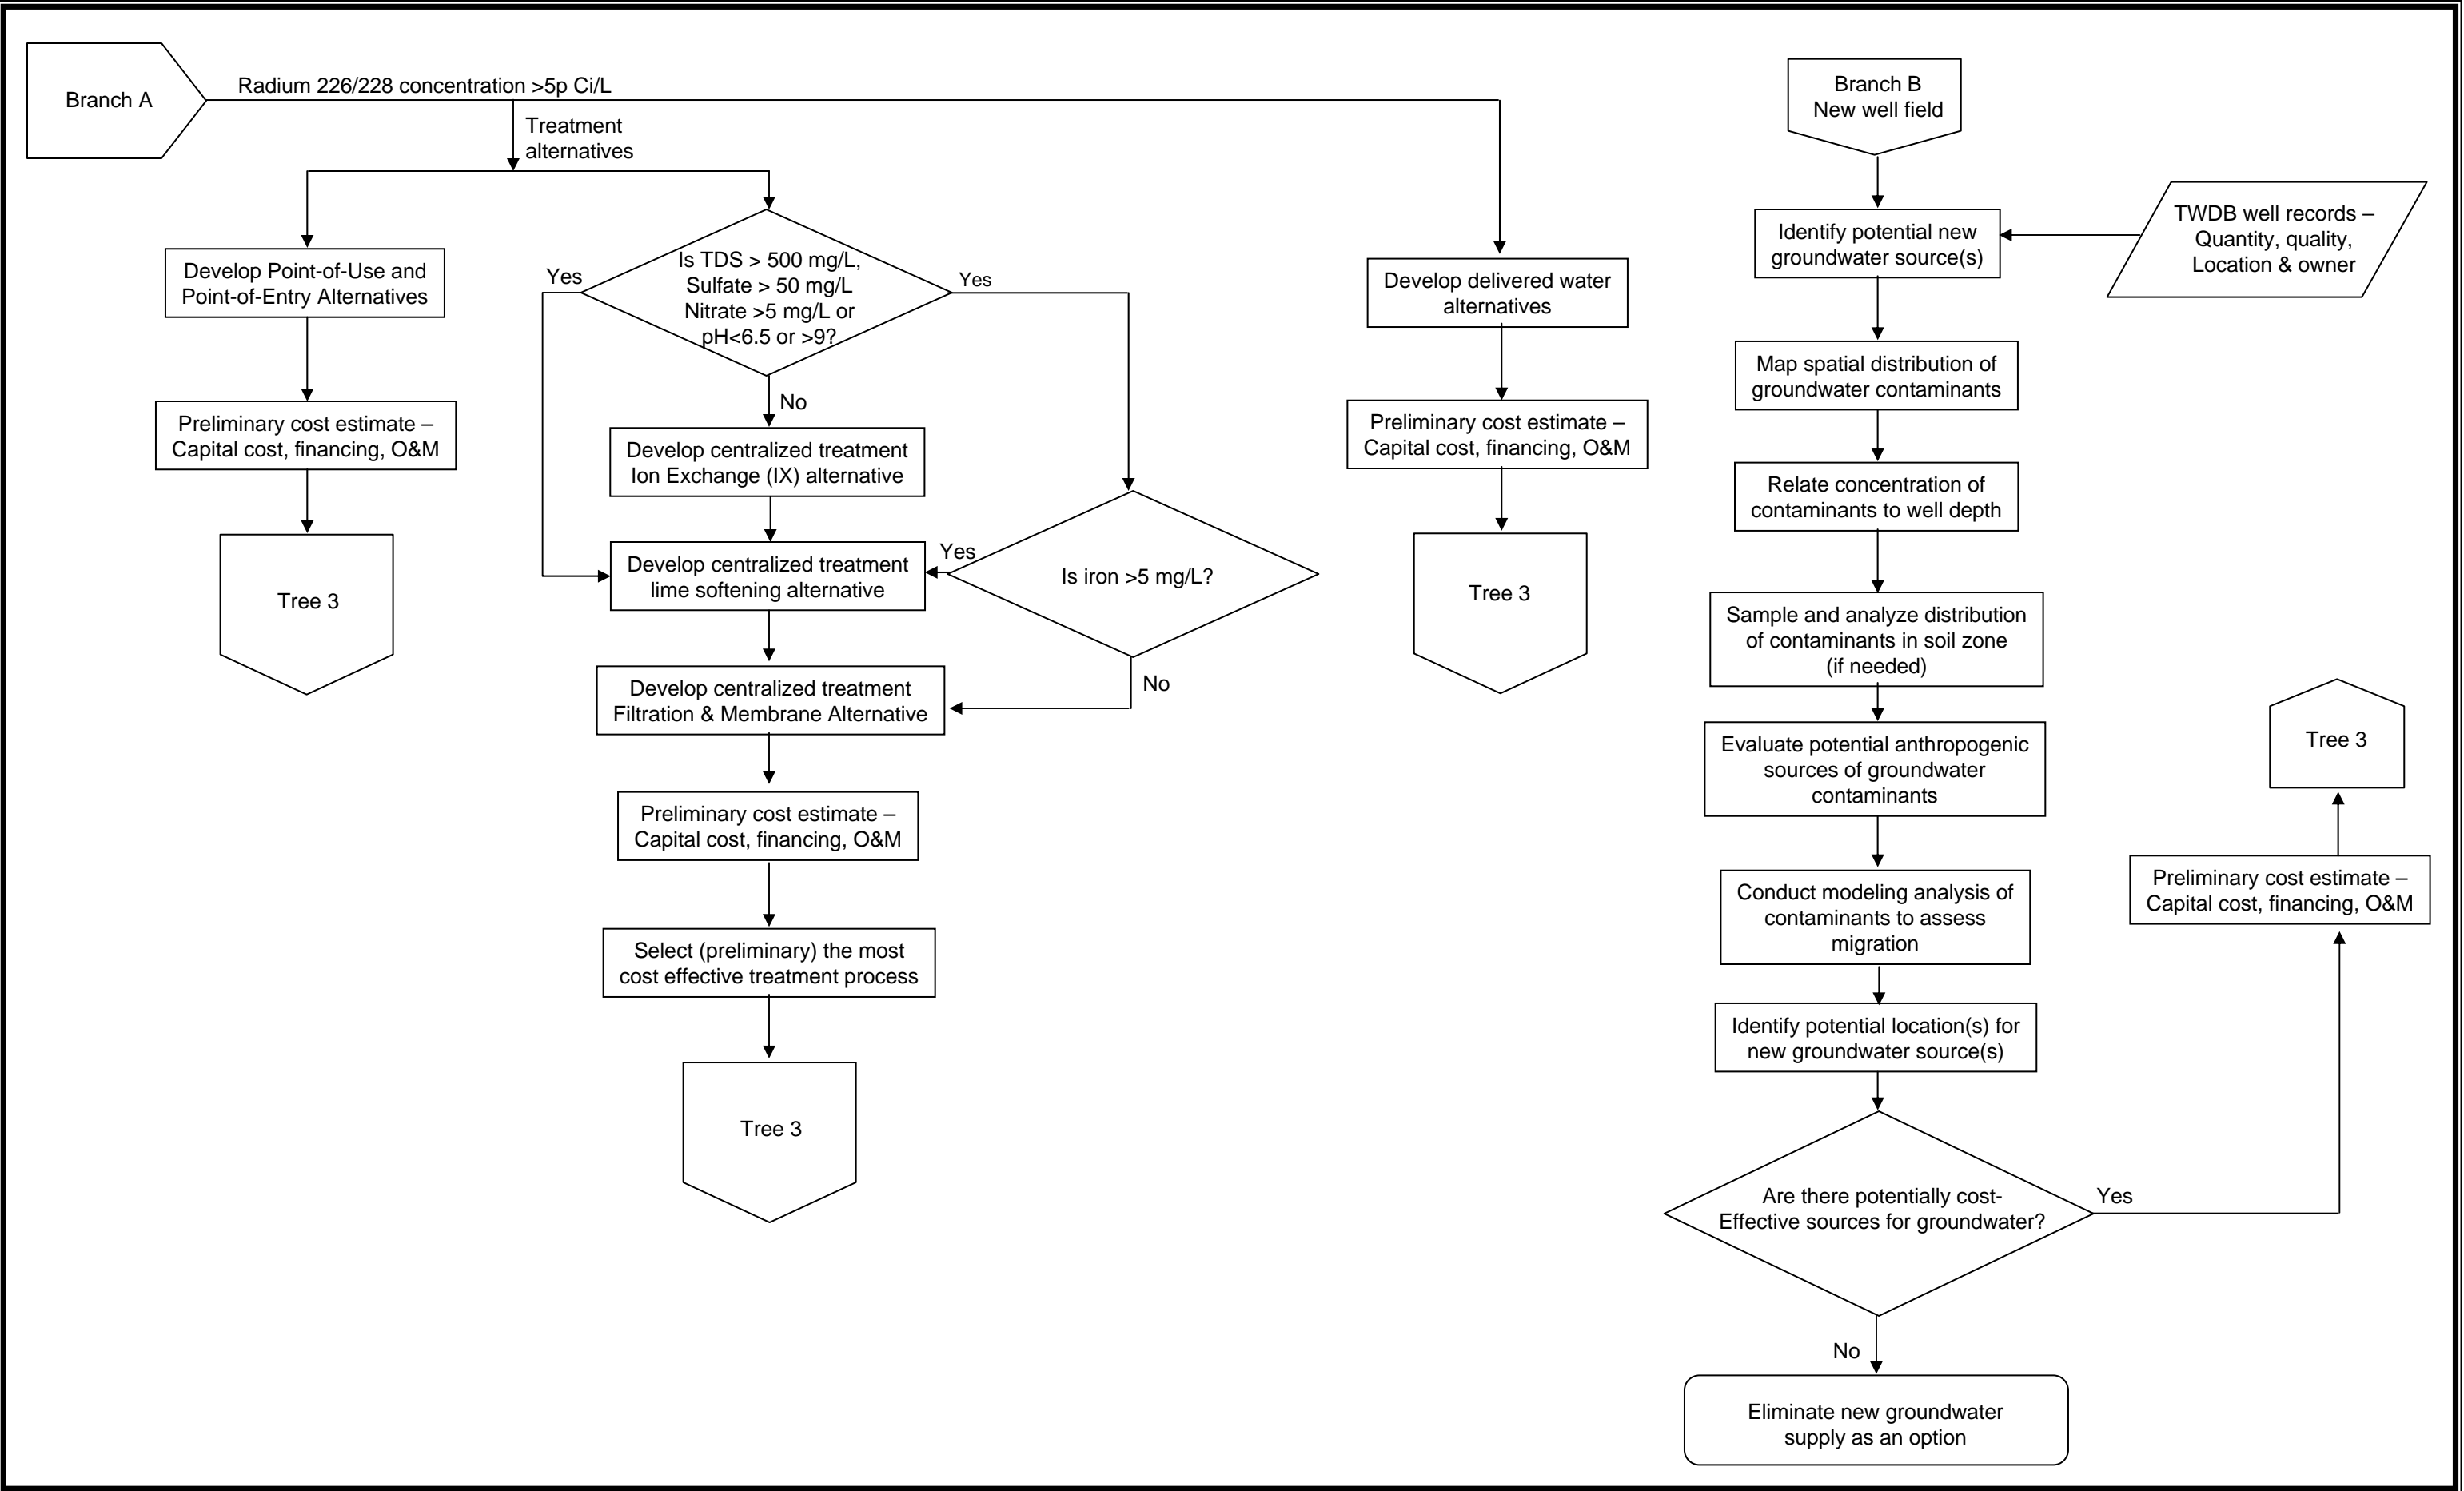 Branch A
Radium 226/228 concentration >5p Ci/L
Treatment
alternatives
Develop Point-of-Use and
Point-of-Entry Alternatives
Preliminary cost estimate –
Capital cost, financing, O&M
Tree 3
Is TDS > 500 mg/L,
Sulfate > 50 mg/L
Nitrate >5 mg/L or
pH<6.5 or >9?
Yes
Yes
No
Develop centralized treatment
Ion Exchange (IX) alternative
Develop centralized treatment
lime softening alternative
Yes
Is iron >5 mg/L?
No
Develop centralized treatment
Filtration & Membrane Alternative
Preliminary cost estimate –
Capital cost, financing, O&M
Select (preliminary) the most
cost effective treatment process
Tree 3
Develop delivered water
alternatives
Preliminary cost estimate –
Capital cost, financing, O&M
Tree 3
Branch B
New well field
TWDB well records –
Quantity, quality,
Location & owner
Identify potential new
groundwater source(s)
Map spatial distribution of
groundwater contaminants
Relate concentration of
contaminants to well depth
Sample and analyze distribution
of contaminants in soil zone
(if needed)
Evaluate potential anthropogenic
sources of groundwater
contaminants
Conduct modeling analysis of
contaminants to assess
migration
Identify potential location(s) for
new groundwater source(s)
Are there potentially cost-
Effective sources for groundwater?
Yes
Preliminary cost estimate –
Capital cost, financing, O&M
Tree 3
No
Eliminate new groundwater
supply as an option